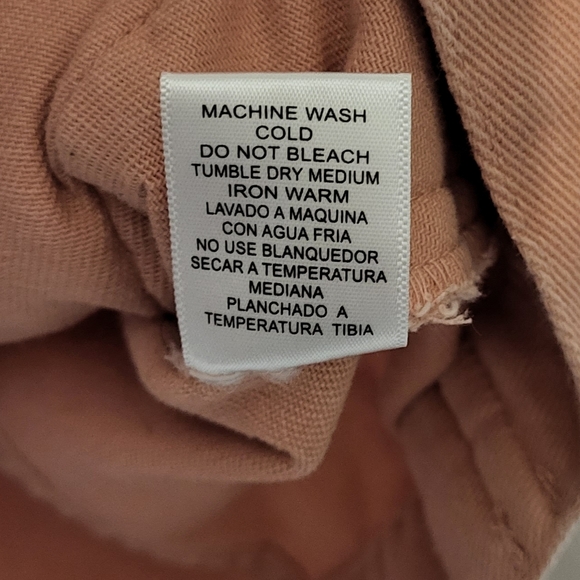 MACHINE WASH
COLD
DO NOT BLEACH
TUMBLE DRY MEDIUM
IRON WARM
LAVADO A MAQUINA
CON AGUA FRIA
NO USE BLANQUEDOR
SECAR A TEMPERATURA
MEDIANA
PLANCHADO A
TEMPERATURA TIBIA